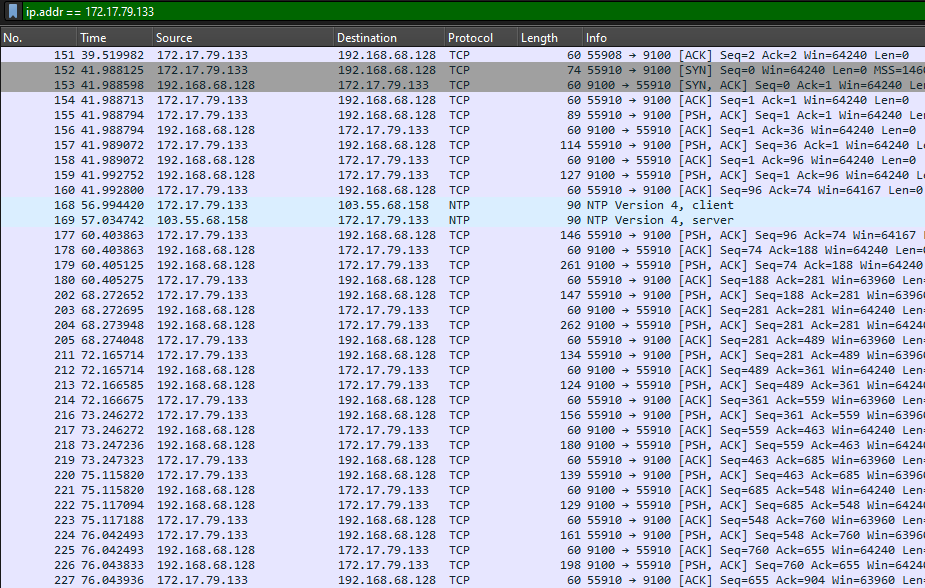 ip.addr == 172.17.79.133
No. Time Source Destination Protocol Length Info
151 39.519982 172.17.79.133 192.168.68.128 TCP 60 55908 → 9100 [ACK] Seq=2 Ack=2 Win=64240 Len=0
152 41.988125 172.17.79.133 192.168.68.128 TCP 74 55910 → 9100 [SYN] Seq=0 Win=64240 Len=0 MSS=146
153 41.988598 192.168.68.128 172.17.79.133 TCP 60 9100 → 55910 [SYN, ACK] Seq=0 Ack=1 Win=64240 Le
154 41.988713 172.17.79.133 192.168.68.128 TCP 60 55910 → 9100 [ACK] Seq=1 Ack=1 Win=64240 Len=0
155 41.988794 172.17.79.133 192.168.68.128 TCP 89 55910 → 9100 [PSH, ACK] Seq=1 Ack=1 Win=64240 Le
156 41.988794 192.168.68.128 172.17.79.133 TCP 60 9100 → 55910 [ACK] Seq=1 Ack=36 Win=64240 Len=0
157 41.989072 172.17.79.133 192.168.68.128 TCP 114 55910 → 9100 [PSH, ACK] Seq=36 Ack=1 Win=64240 L
158 41.989072 192.168.68.128 172.17.79.133 TCP 60 9100 → 55910 [ACK] Seq=1 Ack=96 Win=64240 Len=0
159 41.992752 192.168.68.128 172.17.79.133 TCP 127 9100 → 55910 [PSH, ACK] Seq=1 Ack=96 Win=64240 L
160 41.992800 172.17.79.133 192.168.68.128 TCP 60 55910 → 9100 [ACK] Seq=96 Ack=74 Win=64167 Len=0
168 56.994420 172.17.79.133 103.55.68.158 NTP 90 NTP Version 4, client
169 57.034742 103.55.68.158 172.17.79.133 NTP 90 NTP Version 4, server
177 60.403863 172.17.79.133 192.168.68.128 TCP 146 55910 → 9100 [PSH, ACK] Seq=96 Ack=74 Win=64167
178 60.403863 192.168.68.128 172.17.79.133 TCP 60 9100 → 55910 [ACK] Seq=74 Ack=188 Win=64240 Len=
179 60.405125 192.168.68.128 172.17.79.133 TCP 261 9100 → 55910 [PSH, ACK] Seq=74 Ack=188 Win=64240
180 60.405275 172.17.79.133 192.168.68.128 TCP 60 55910 → 9100 [ACK] Seq=188 Ack=281 Win=63960 Len
202 68.272652 172.17.79.133 192.168.68.128 TCP 147 55910 → 9100 [PSH, ACK] Seq=188 Ack=281 Win=6396
203 68.272695 192.168.68.128 172.17.79.133 TCP 60 9100 → 55910 [ACK] Seq=281 Ack=281 Win=64240 Len
204 68.273948 192.168.68.128 172.17.79.133 TCP 262 9100 → 55910 [PSH, ACK] Seq=281 Ack=281 Win=6424
205 68.274048 172.17.79.133 192.168.68.128 TCP 60 55910 → 9100 [ACK] Seq=281 Ack=489 Win=63960 Len
211 72.165714 172.17.79.133 192.168.68.128 TCP 134 55910 → 9100 [PSH, ACK] Seq=281 Ack=489 Win=6396
212 72.165714 192.168.68.128 172.17.79.133 TCP 60 9100 → 55910 [ACK] Seq=489 Ack=361 Win=64240 Len
213 72.166585 192.168.68.128 172.17.79.133 TCP 124 9100 → 55910 [PSH, ACK] Seq=489 Ack=361 Win=6424
214 72.166675 172.17.79.133 192.168.68.128 TCP 60 55910 → 9100 [ACK] Seq=361 Ack=559 Win=63960 Len
216 73.246272 172.17.79.133 192.168.68.128 TCP 156 55910 → 9100 [PSH, ACK] Seq=361 Ack=559 Win=6396
217 73.246272 192.168.68.128 172.17.79.133 TCP 60 9100 → 55910 [ACK] Seq=559 Ack=463 Win=64240 Len
218 73.247236 192.168.68.128 172.17.79.133 TCP 180 9100 → 55910 [PSH, ACK] Seq=559 Ack=463 Win=6424
219 73.247323 172.17.79.133 192.168.68.128 TCP 60 55910 → 9100 [ACK] Seq=463 Ack=685 Win=63960 Len
220 75.115820 172.17.79.133 192.168.68.128 TCP 139 55910 → 9100 [PSH, ACK] Seq=463 Ack=685 Win=6396
221 75.115820 192.168.68.128 172.17.79.133 TCP 60 9100 → 55910 [ACK] Seq=685 Ack=548 Win=64240 Len
222 75.117094 192.168.68.128 172.17.79.133 TCP 129 9100 → 55910 [PSH, ACK] Seq=685 Ack=548 Win=6424
223 75.117188 172.17.79.133 192.168.68.128 TCP 60 55910 → 9100 [ACK] Seq=548 Ack=760 Win=63960 Len
224 76.042493 172.17.79.133 192.168.68.128 TCP 161 55910 → 9100 [PSH, ACK] Seq=548 Ack=760 Win=6396
225 76.042493 192.168.68.128 172.17.79.133 TCP 60 9100 → 55910 [ACK] Seq=760 Ack=655 Win=64240 Len
226 76.043833 192.168.68.128 172.17.79.133 TCP 198 9100 → 55910 [PSH, ACK] Seq=760 Ack=655 Win=6424
227 76.043936 172.17.79.133 192.168.68.128 TCP 60 55910 → 9100 [ACK] Seq=655 Ack=904 Win=63960 Len